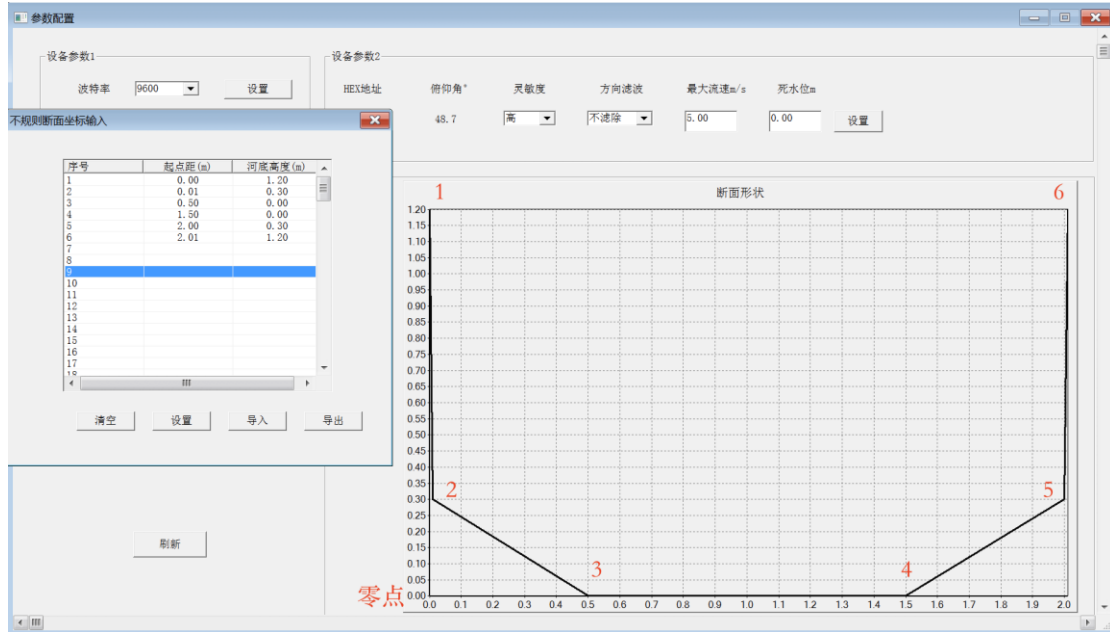 参数配置
设备参数1
波特率 9600 设置
设备参数2
HEX地址 俯仰角° 灵敏度 方向滤波 最大流速m/s 死水位m
48.7 高 不滤除 5.00 0.00 设置
不规则断面坐标输入
序号 起点距(m) 河底高度(m)
1 0.00 1.20
2 0.01 0.30
3 0.50 0.00
4 1.50 0.00
5 2.00 0.30
6 2.01 1.20
7
8
9
10
11
12
13
14
15
16
17
18
清空 设置 导入 导出
刷新
断面形状
1
6
1.20
1.15
1.10
1.05
1.00
0.95
0.90
0.85
0.80
0.75
0.70
0.65
0.60
0.55
0.50
0.45
0.40
0.35
0.30
0.25
0.20
0.15
0.10
0.05
0.00
2
5
3
4
零点
0.0 0.1 0.2 0.3 0.4 0.5 0.6 0.7 0.8 0.9 1.0 1.1 1.2 1.3 1.4 1.5 1.6 1.7 1.8 1.9 2.0